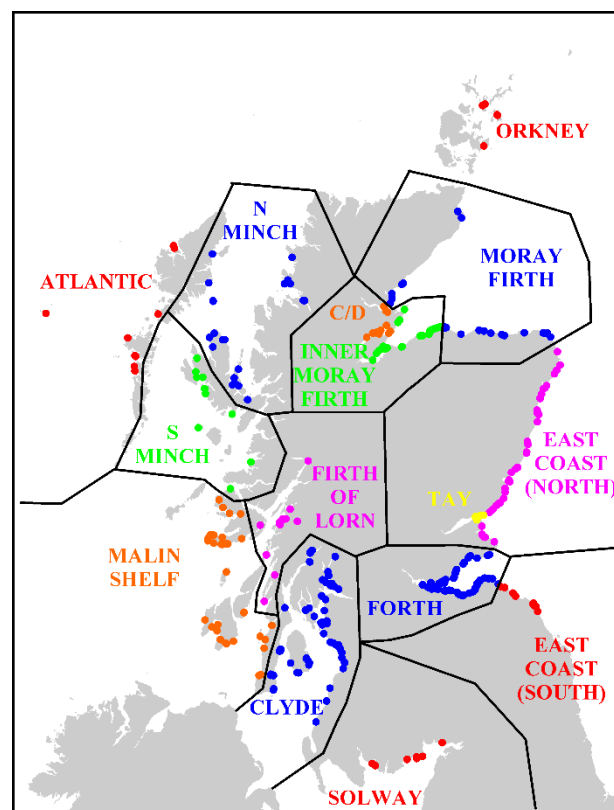 ORKNEY
N
MINCH
MORAY
FIRTH
ATLANTIC
C/D
INNER
MORAY
FIRTH
S
MINCH
EAST
COAST
(NORTH)
FIRTH
OF
LORN
TAY
MALIN
SHELF
FORTH
EAST
COAST
(SOUTH)
CLYDE
SOLWAY